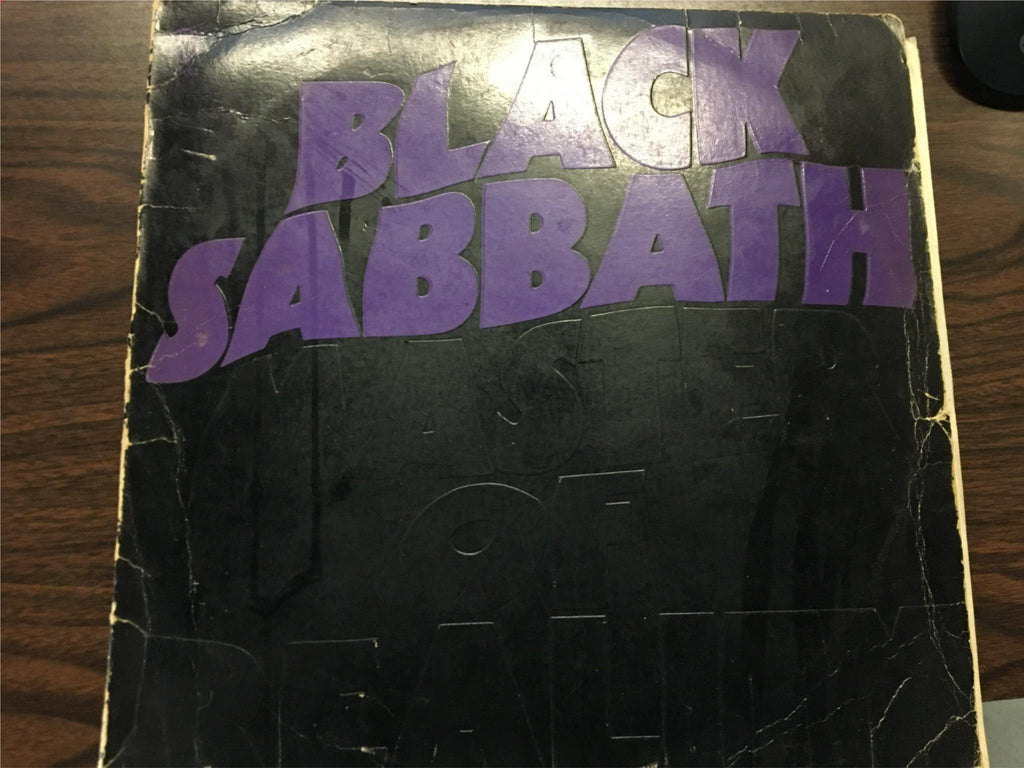 BLACK
SABBATH
MASTER
OF
REALITY